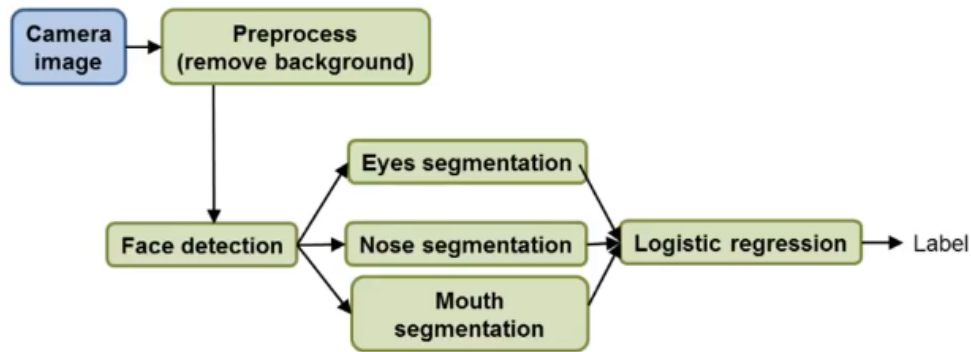 Camera
image
Preprocess
(remove background)
Eyes segmentation
Face detection
Nose segmentation
Logistic regression
Label
Mouth
segmentation